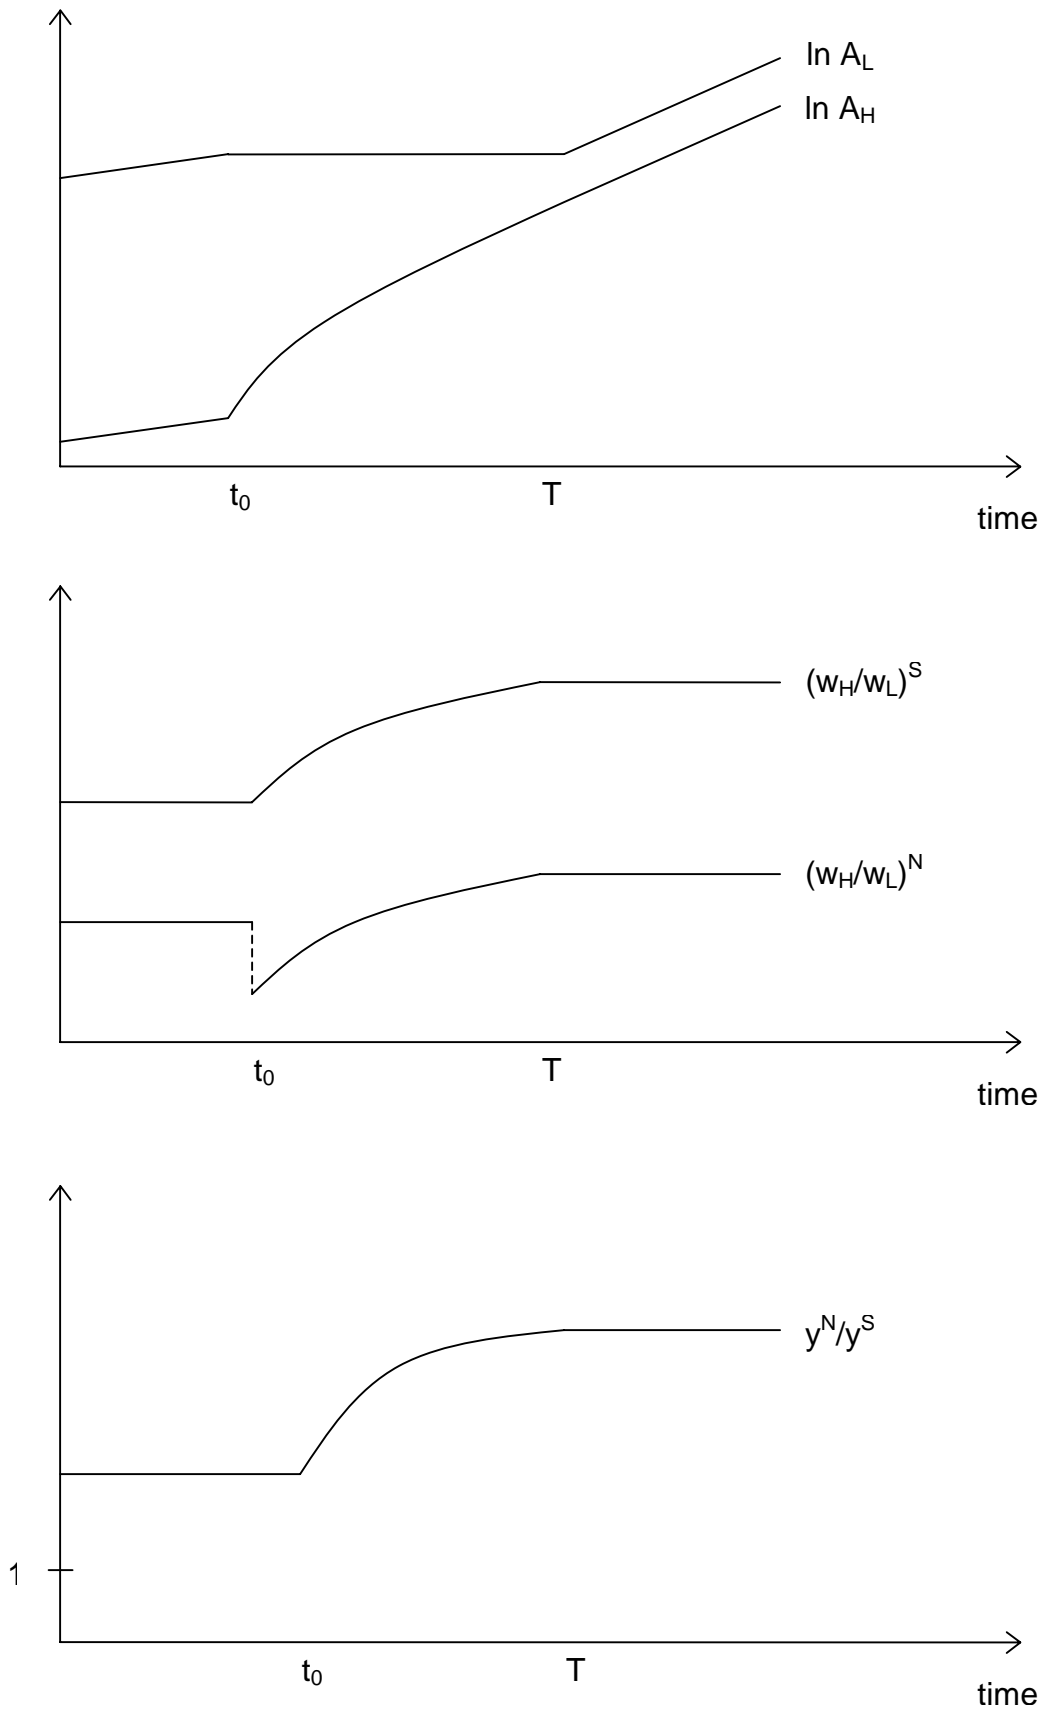 ln A_L
ln A_H
t_0 T
time
(w_H/w_L)^S
(w_H/w_L)^N
t_0 T
time
y^N/y^S
1
t_0 T
time